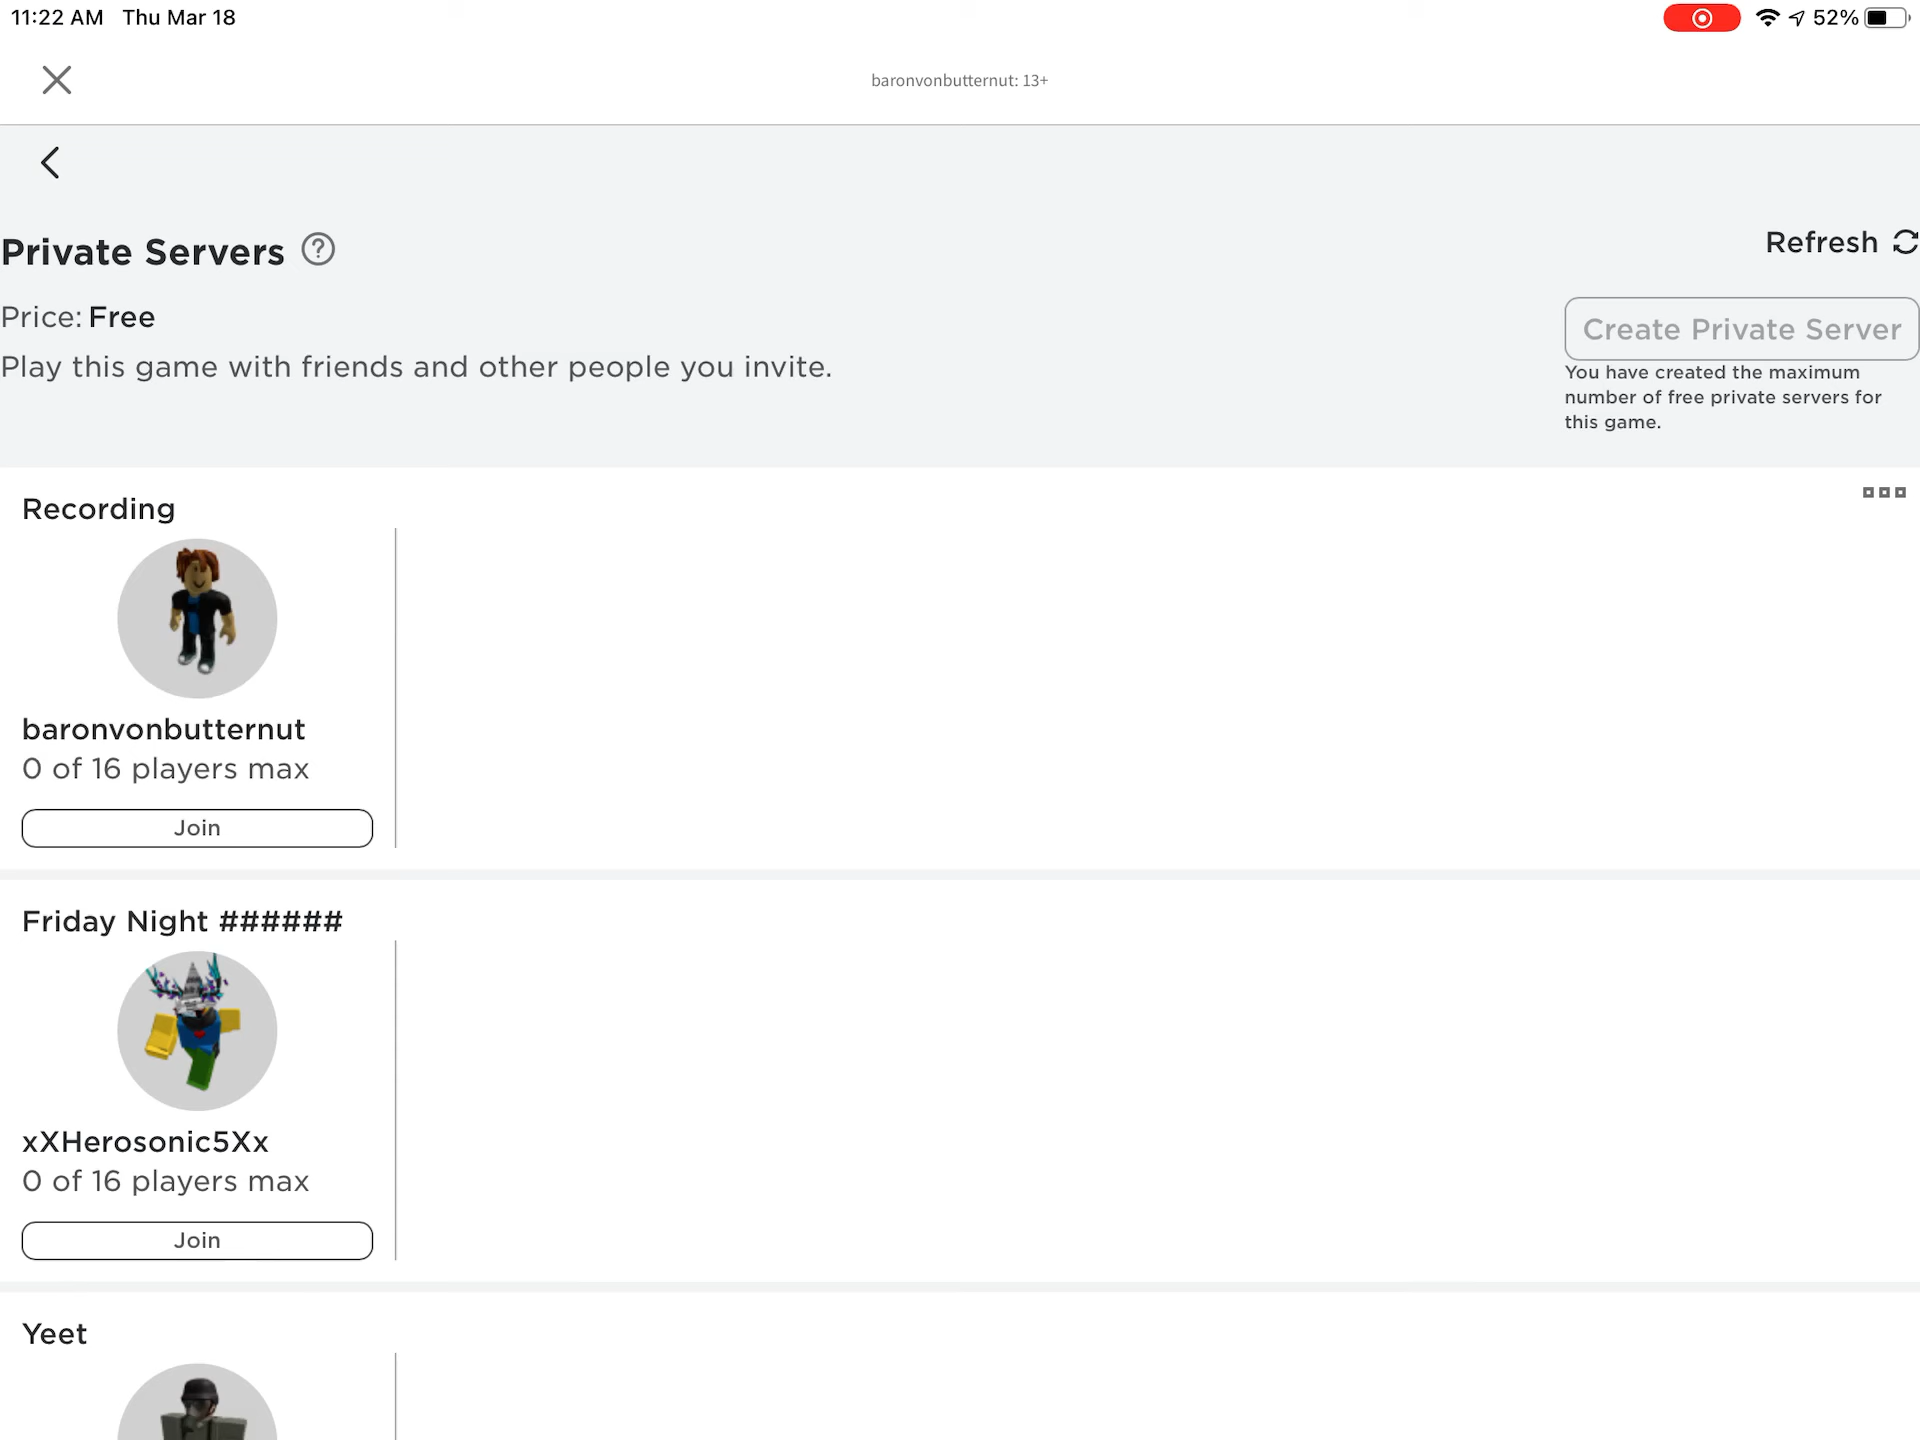 11:22 AM Thu Mar 18
52%
baronvonbutternut: 13+
Private Servers ?
Refresh
Price: Free
Create Private Server
Play this game with friends and other people you invite.
You have created the maximum
number of free private servers for
this game.
Recording
baronvonbutternut
0 of 16 players max
Join
Friday Night ######
xXHerosonic5Xx
0 of 16 players max
Join
Yeet